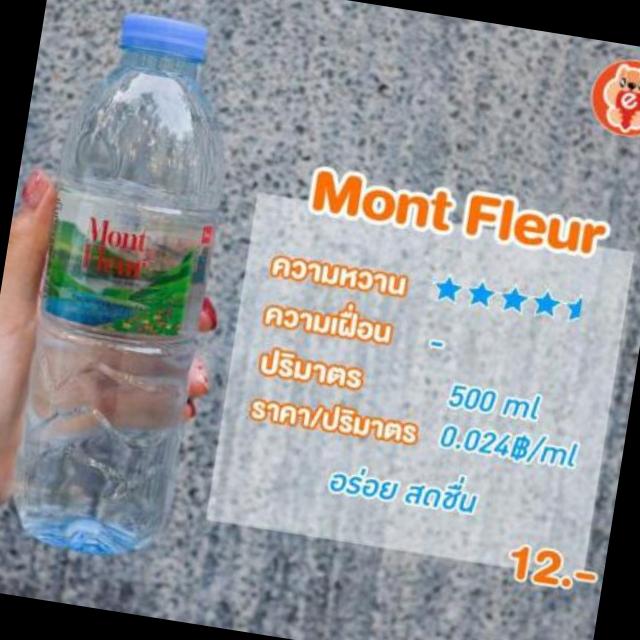 Mont Fleur
Mont
Fleur
ความหวาน
ความเฝื่อน -
ปริมาตร 500 ml
ราคา/ปริมาตร 0.024฿/ml
อร่อย สดชื่น
12.-